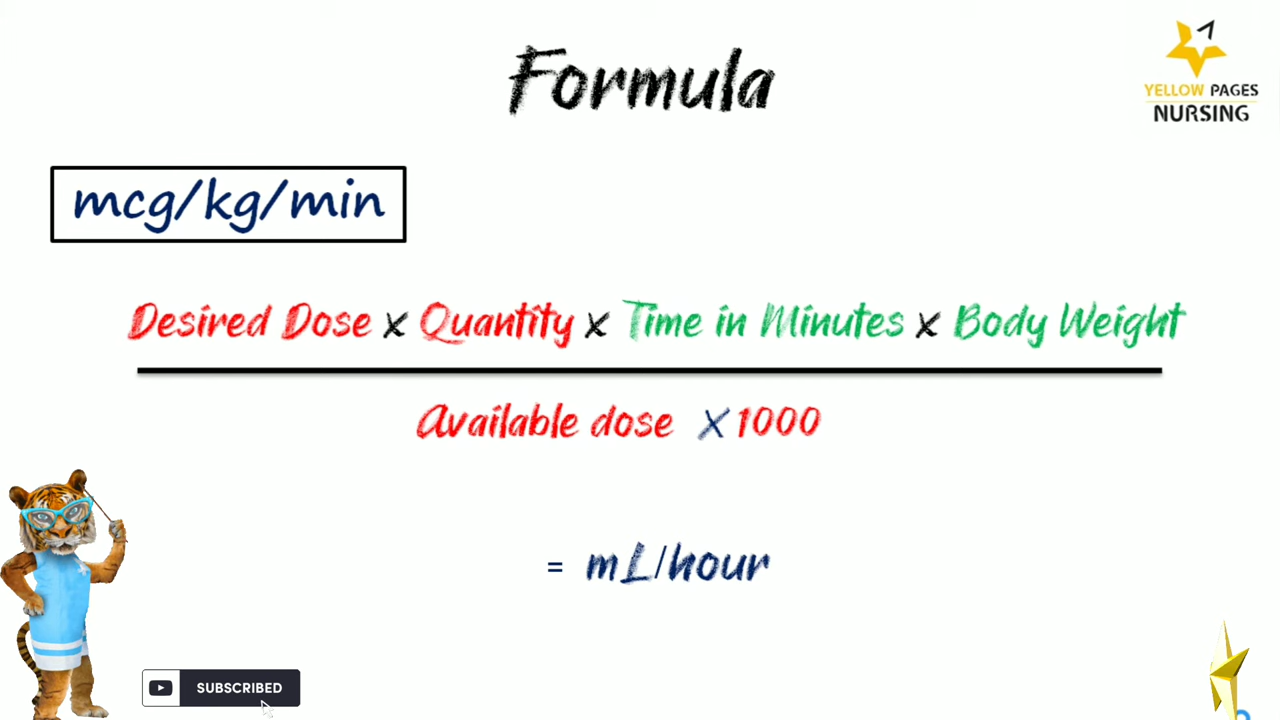 Formula
YELLOW PAGES
NURSING
mcg/kg/min
Desired Dose x Quantity x Time in Minutes x Body Weight
Available dose X 1000
= mL/hour
SUBSCRIBED